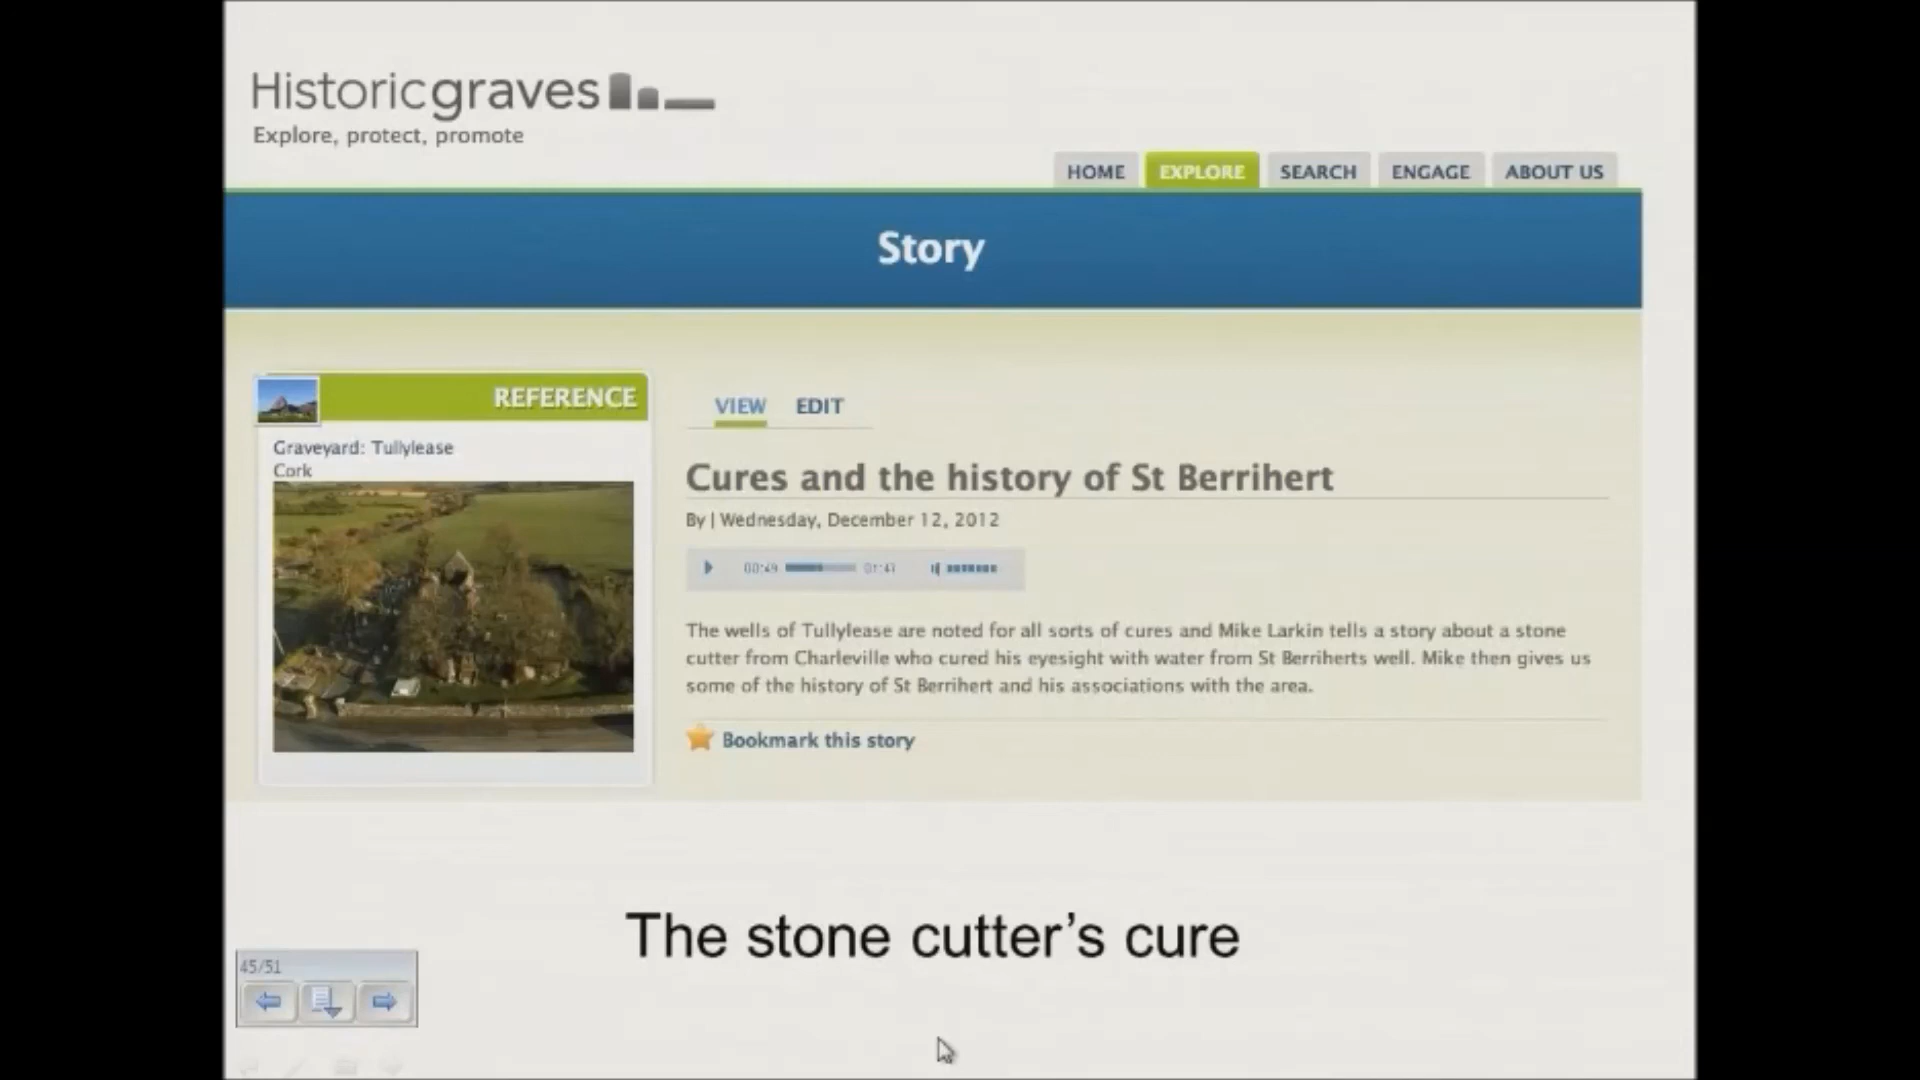 Historicgraves
Explore, protect, promote
HOME EXPLORE SEARCH ENGAGE ABOUT US
Story
REFERENCE
Graveyard: Tullylease
Cork
VIEW EDIT
Cures and the history of St Berrihert
By | Wednesday, December 12, 2012
00:49 01:47
The wells of Tullylease are noted for all sorts of cures and Mike Larkin tells a story about a stone
cutter from Charleville who cured his eyesight with water from St Berriherts well. Mike then gives us
some of the history of St Berrihert and his associations with the area.
Bookmark this story
The stone cutter’s cure
45/51